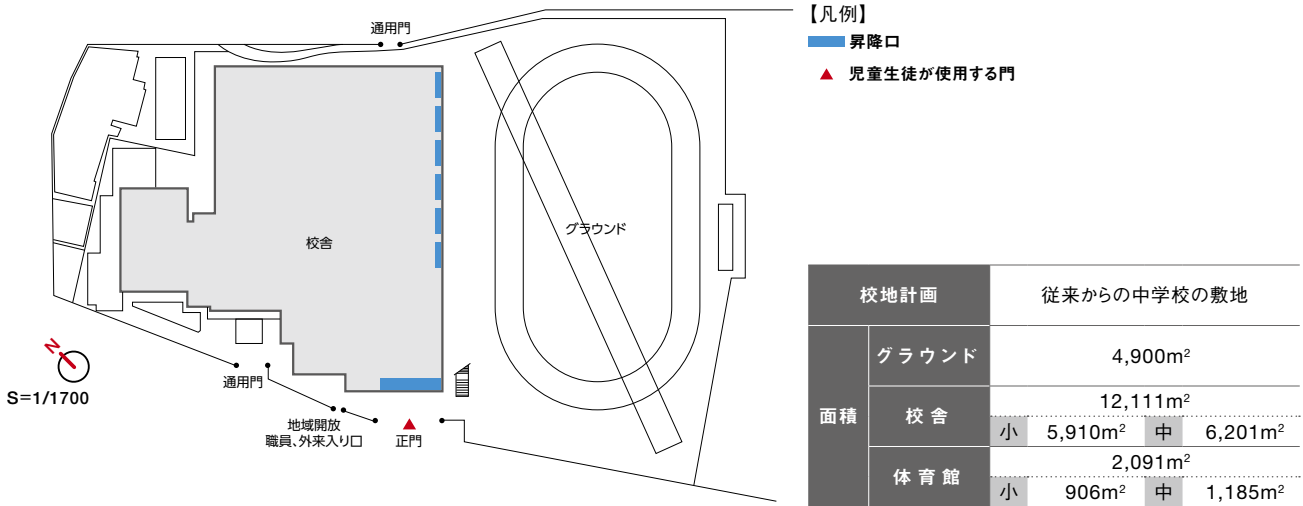 通用門
【凡例】
昇降口
児童生徒が使用する門
グラウンド
校舎
N
S=1/1700
通用門
地域開放
職員、外来入り口
正門
校地計画 従来からの中学校の敷地
面積
グラウンド 4,900m²
校舎 12,111m²
小 5,910m² 中 6,201m²
体育館 2,091m²
小 906m² 中 1,185m²